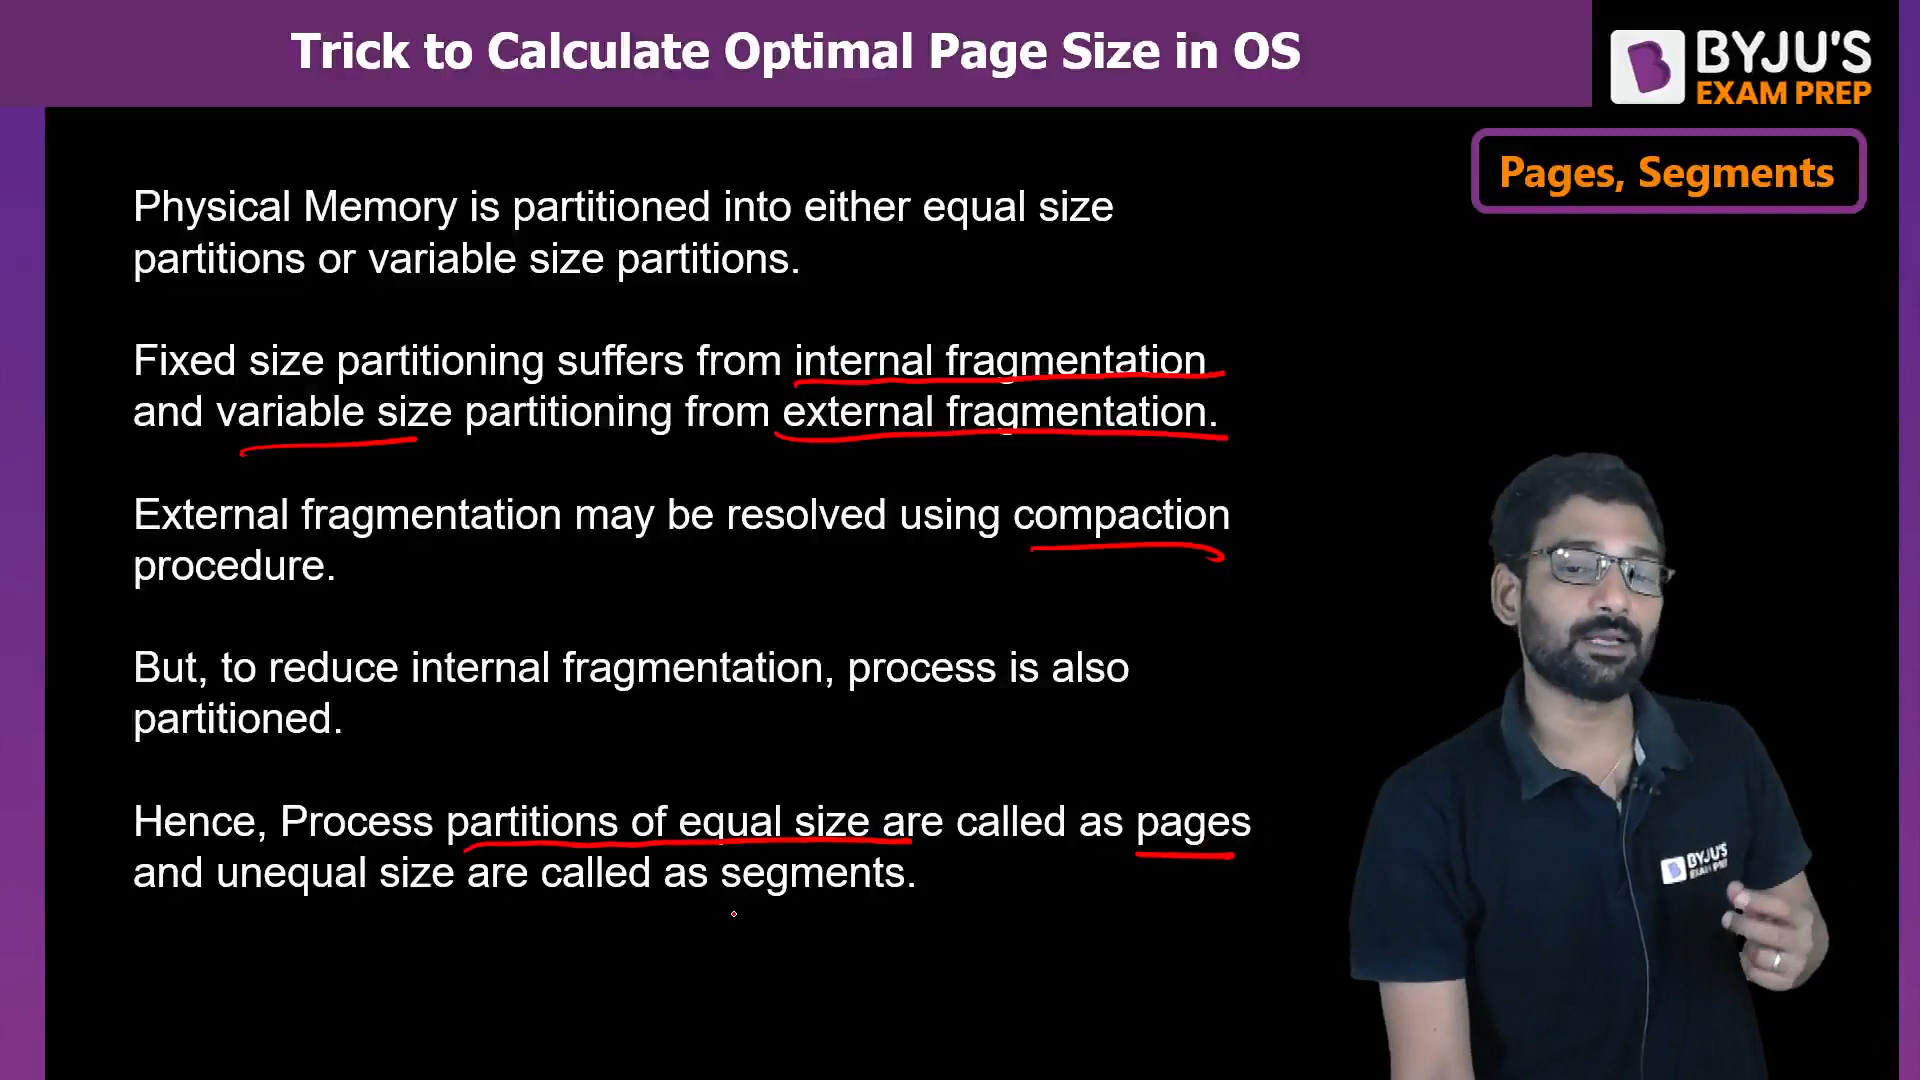 Trick to Calculate Optimal Page Size in OS
BYJU'S
EXAM PREP
Pages, Segments
Physical Memory is partitioned into either equal size
partitions or variable size partitions.
Fixed size partitioning suffers from internal fragmentation
and variable size partitioning from external fragmentation.
External fragmentation may be resolved using compaction
procedure.
But, to reduce internal fragmentation, process is also
partitioned.
Hence, Process partitions of equal size are called as pages
and unequal size are called as segments.
BYJU'S
EXAM PREP